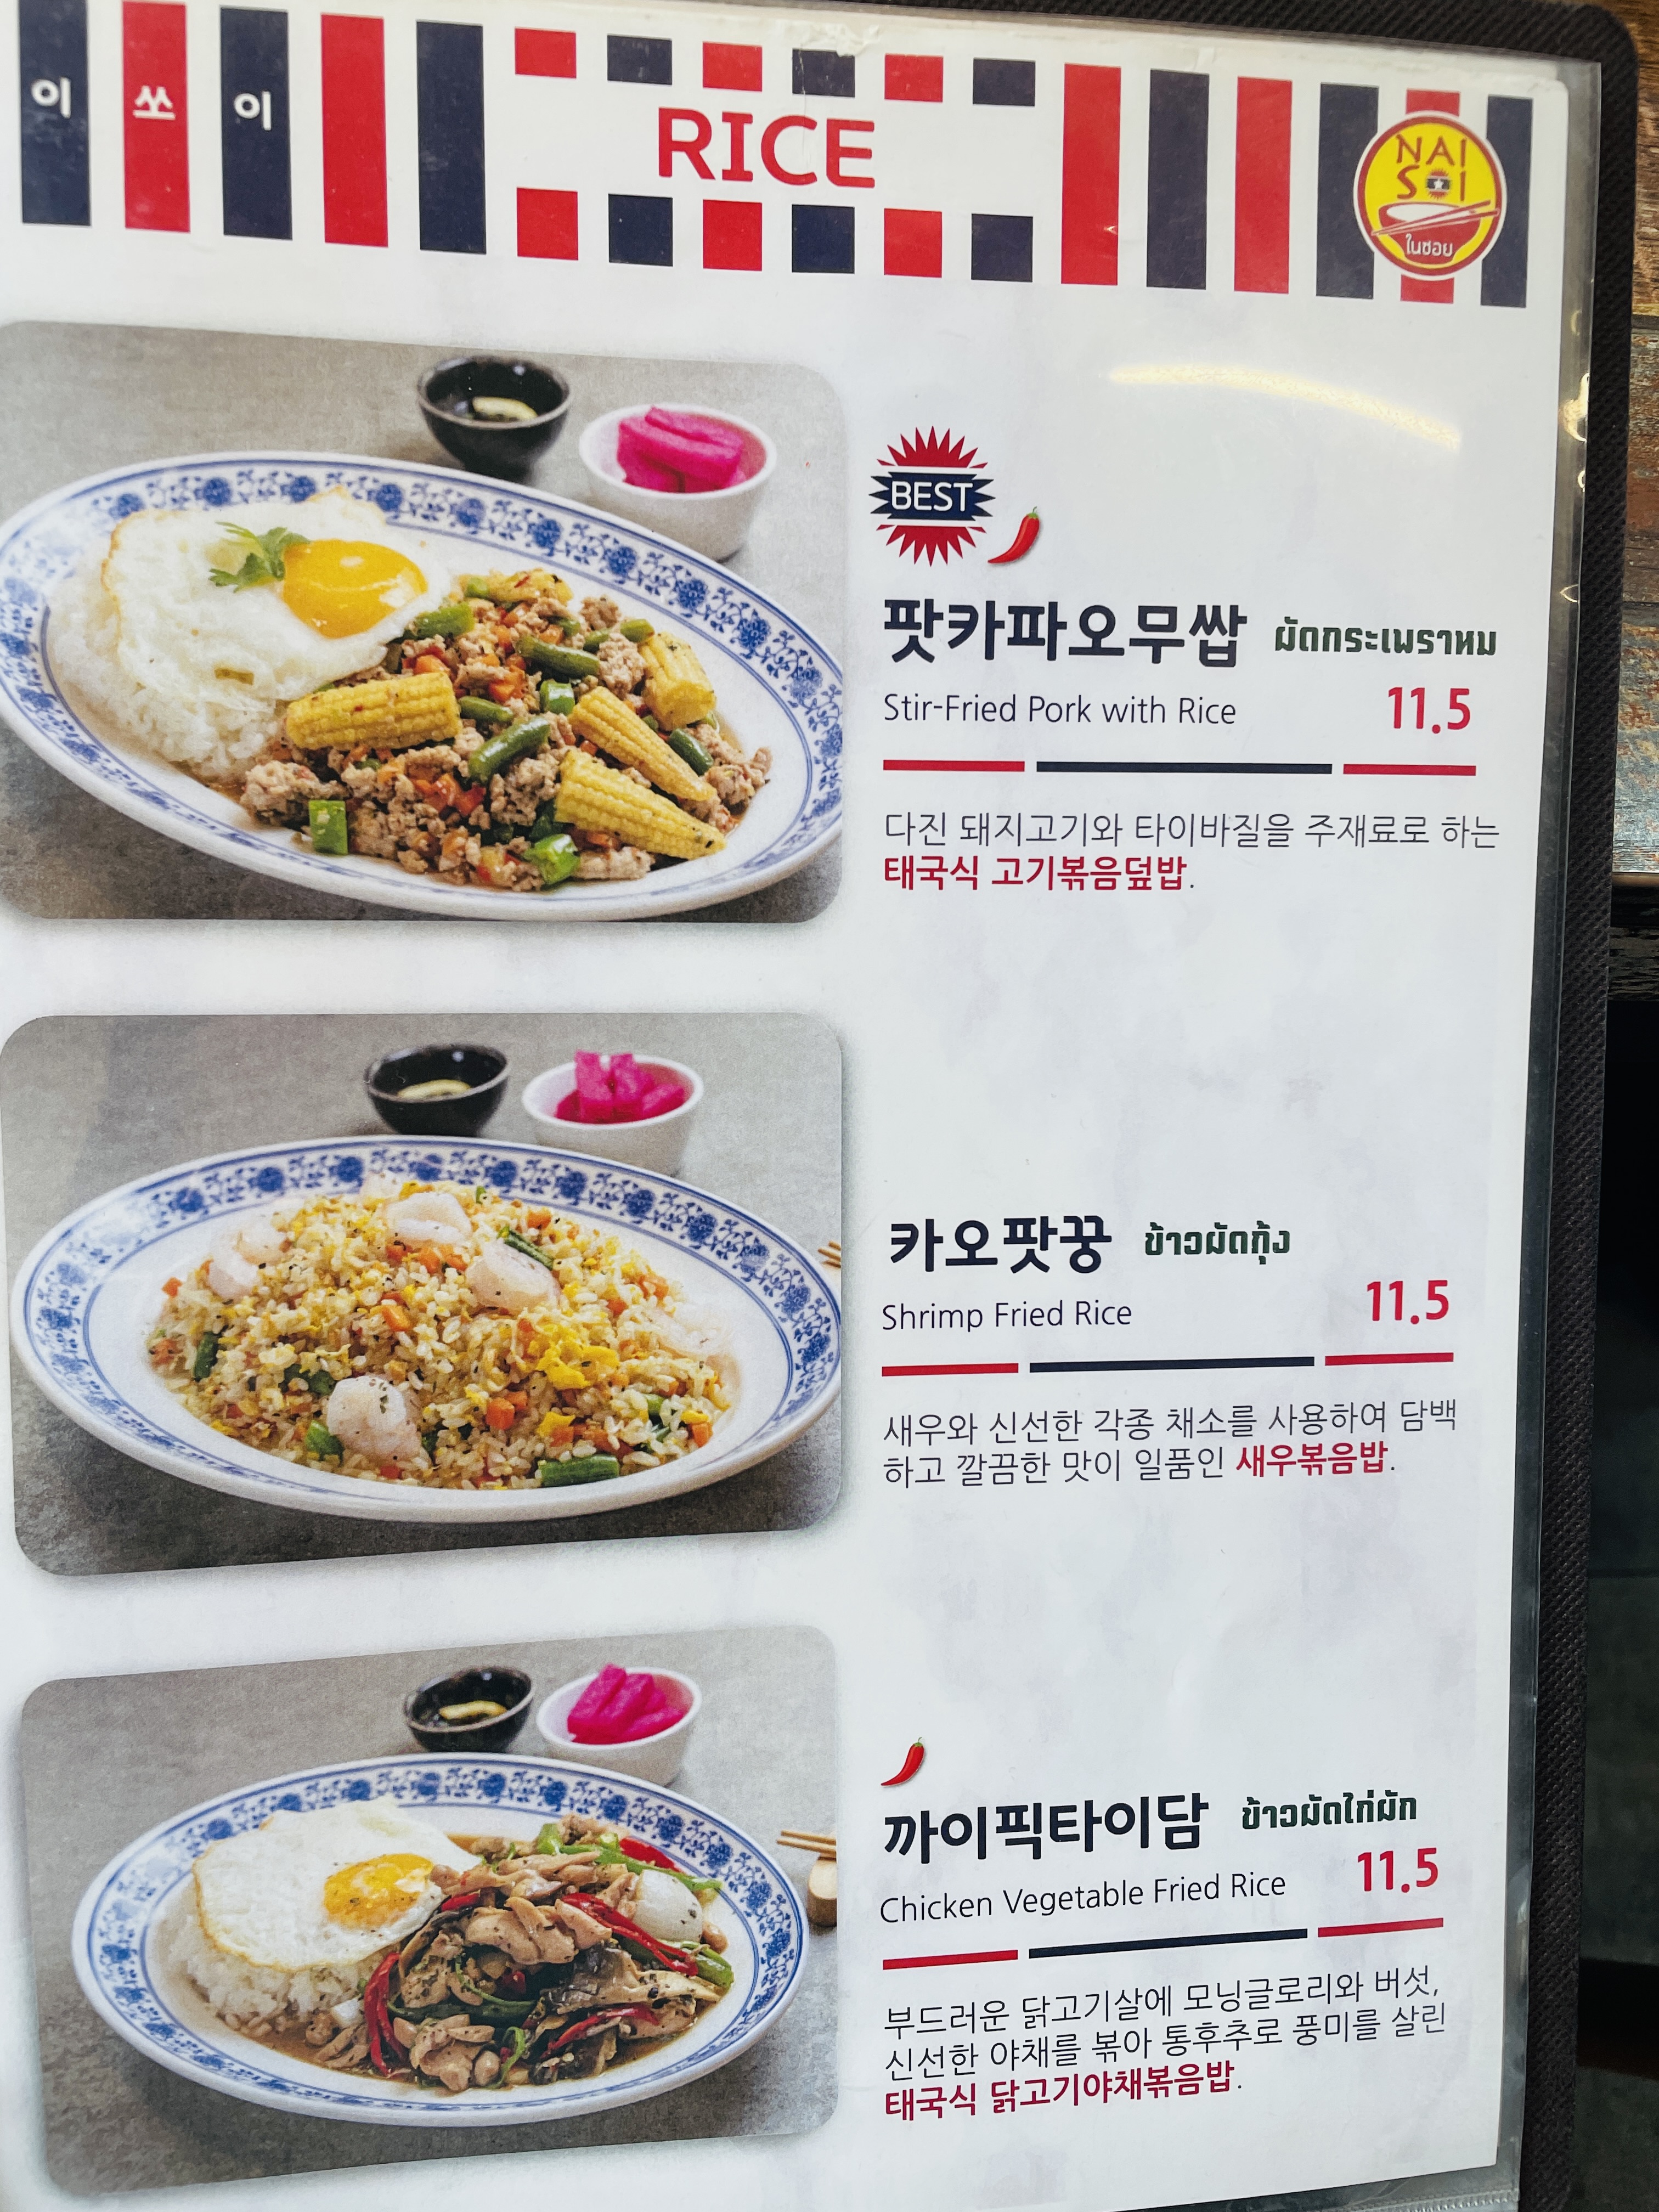 이쏘이
RICE
NAI
SOI
ในซอย
BEST
팟카파오무쌉 ผัดกระเพราหม
Stir-Fried Pork with Rice 11.5
다진 돼지고기와 타이바질을 주재료로 하는
태국식 고기볶음덮밥.
카오팟꿍 ข้าวผัดกุ้ง
Shrimp Fried Rice 11.5
새우와 신선한 각종 채소를 사용하여 담백
하고 깔끔한 맛이 일품인 새우볶음밥.
까이픽타이담 ข้าวผัดไก่ผัก
Chicken Vegetable Fried Rice 11.5
부드러운 닭고기살에 모닝글로리와 버섯,
신선한 야채를 볶아 통후추로 풍미를 살린
태국식 닭고기야채볶음밥.